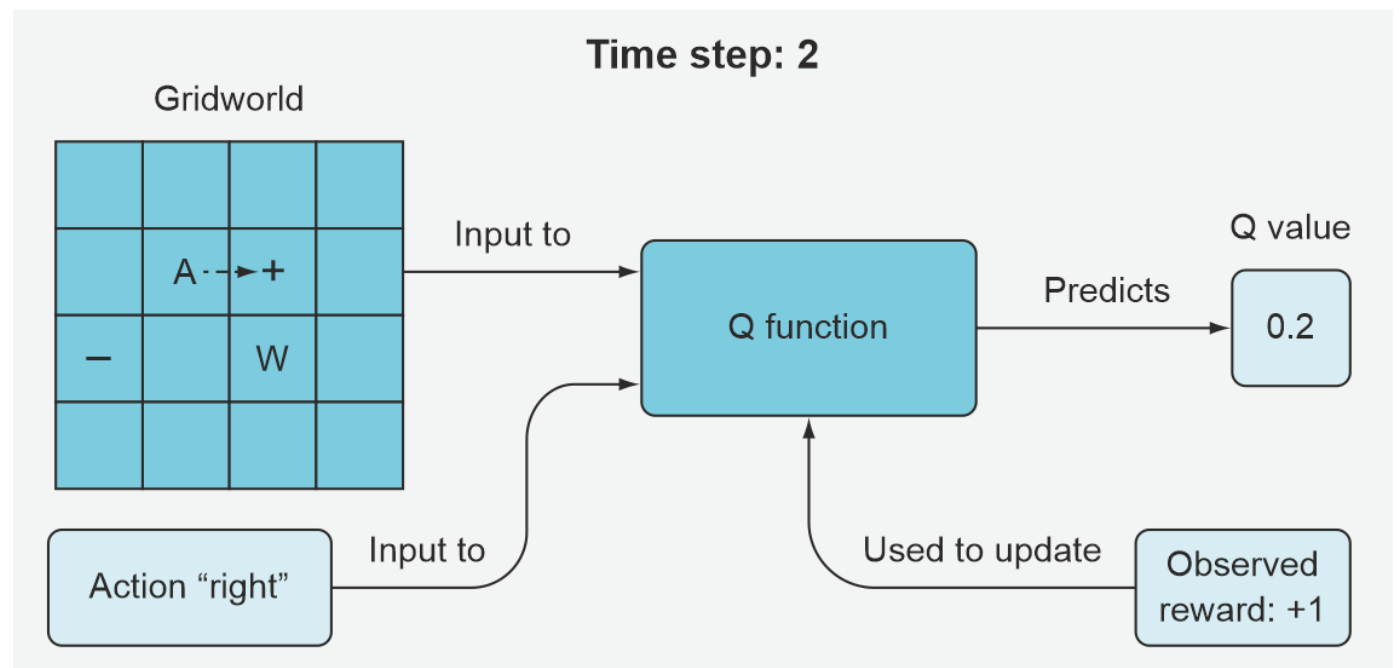 Time step: 2
Gridworld
A +
− W
Input to
Action “right”
Input to
Q function
Predicts
Q value
0.2
Used to update
Observed
reward: +1